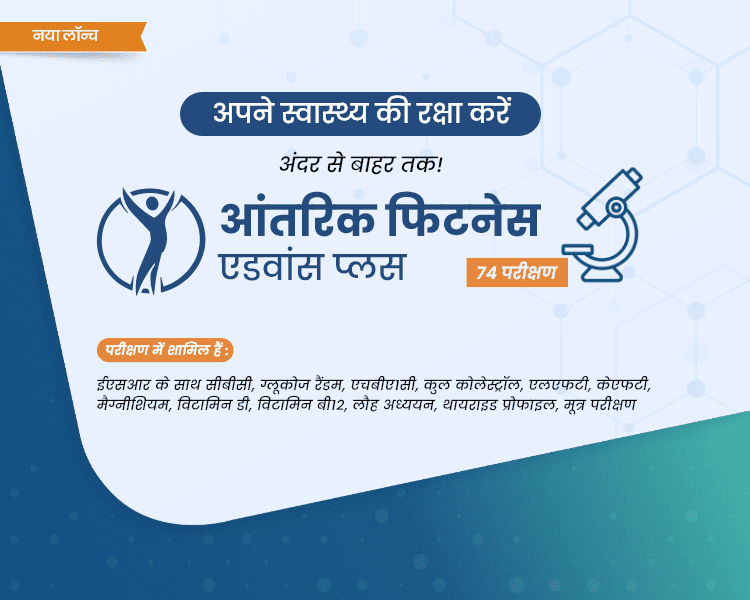 नया लॉन्च
अपने स्वास्थ्य की रक्षा करें
अंदर से बाहर तक!
आंतरिक फिटनेस
एडवांस प्लस
74 परीक्षण
परीक्षण में शामिल हैं :
ईएसआर के साथ सीबीसी, ग्लूकोज रैंडम, एचबीए1सी, कुल कोलेस्ट्रॉल, एलएफटी, केएफटी,
मैग्नीशियम, विटामिन डी, विटामिन बी12, लौह अध्ययन, थायराइड प्रोफाइल, मूत्र परीक्षण